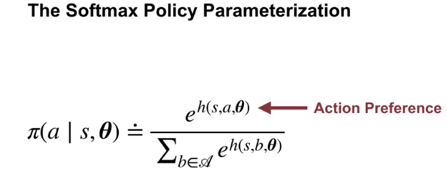 The Softmax Policy Parameterization
π(a | s, θ) ≐ e^{h(s,a,θ)} / ∑_{b∈𝒜} e^{h(s,b,θ)}
Action Preference